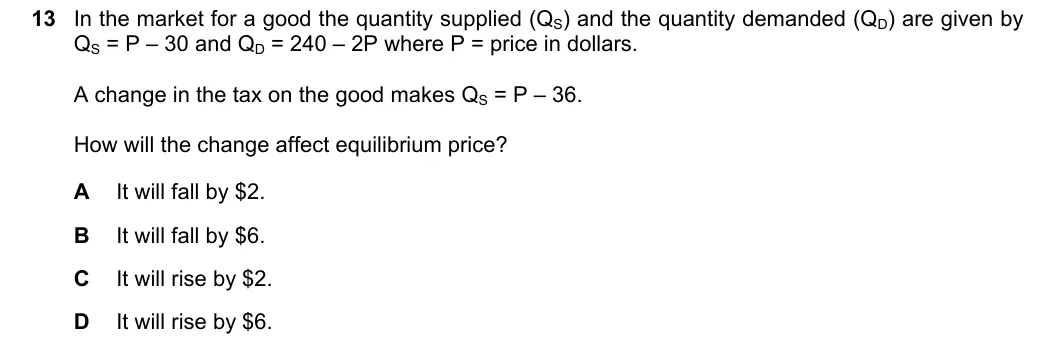 13 In the market for a good the quantity supplied (QS) and the quantity demanded (QD) are given by
QS = P – 30 and QD = 240 – 2P where P = price in dollars.
A change in the tax on the good makes QS = P – 36.
How will the change affect equilibrium price?
A It will fall by $2.
B It will fall by $6.
C It will rise by $2.
D It will rise by $6.